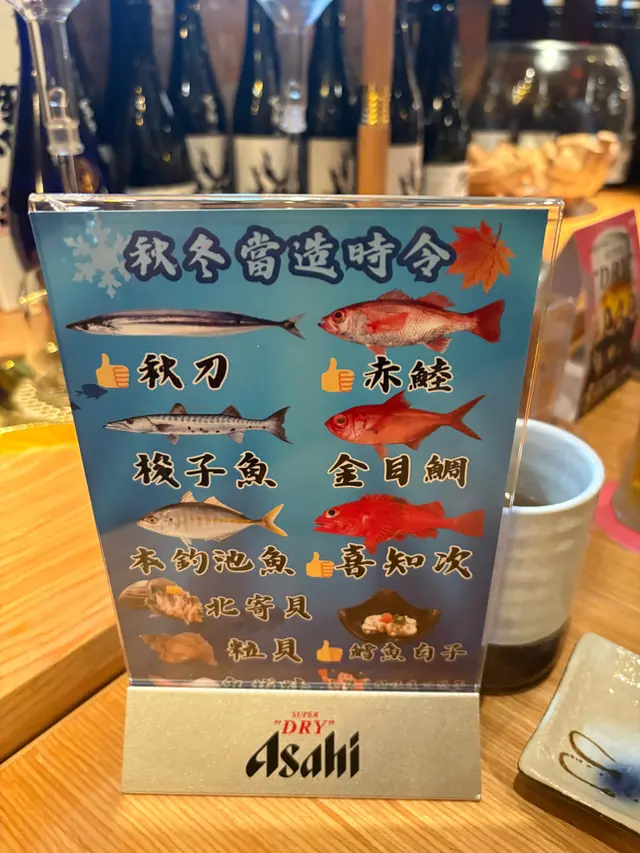 秋冬當造時令
秋刀 赤鯥
梭子魚 金目鯛
本釣池魚 喜知次
北寄貝
粒貝 鱈魚白子
SUPER
"DRY"
Asahi